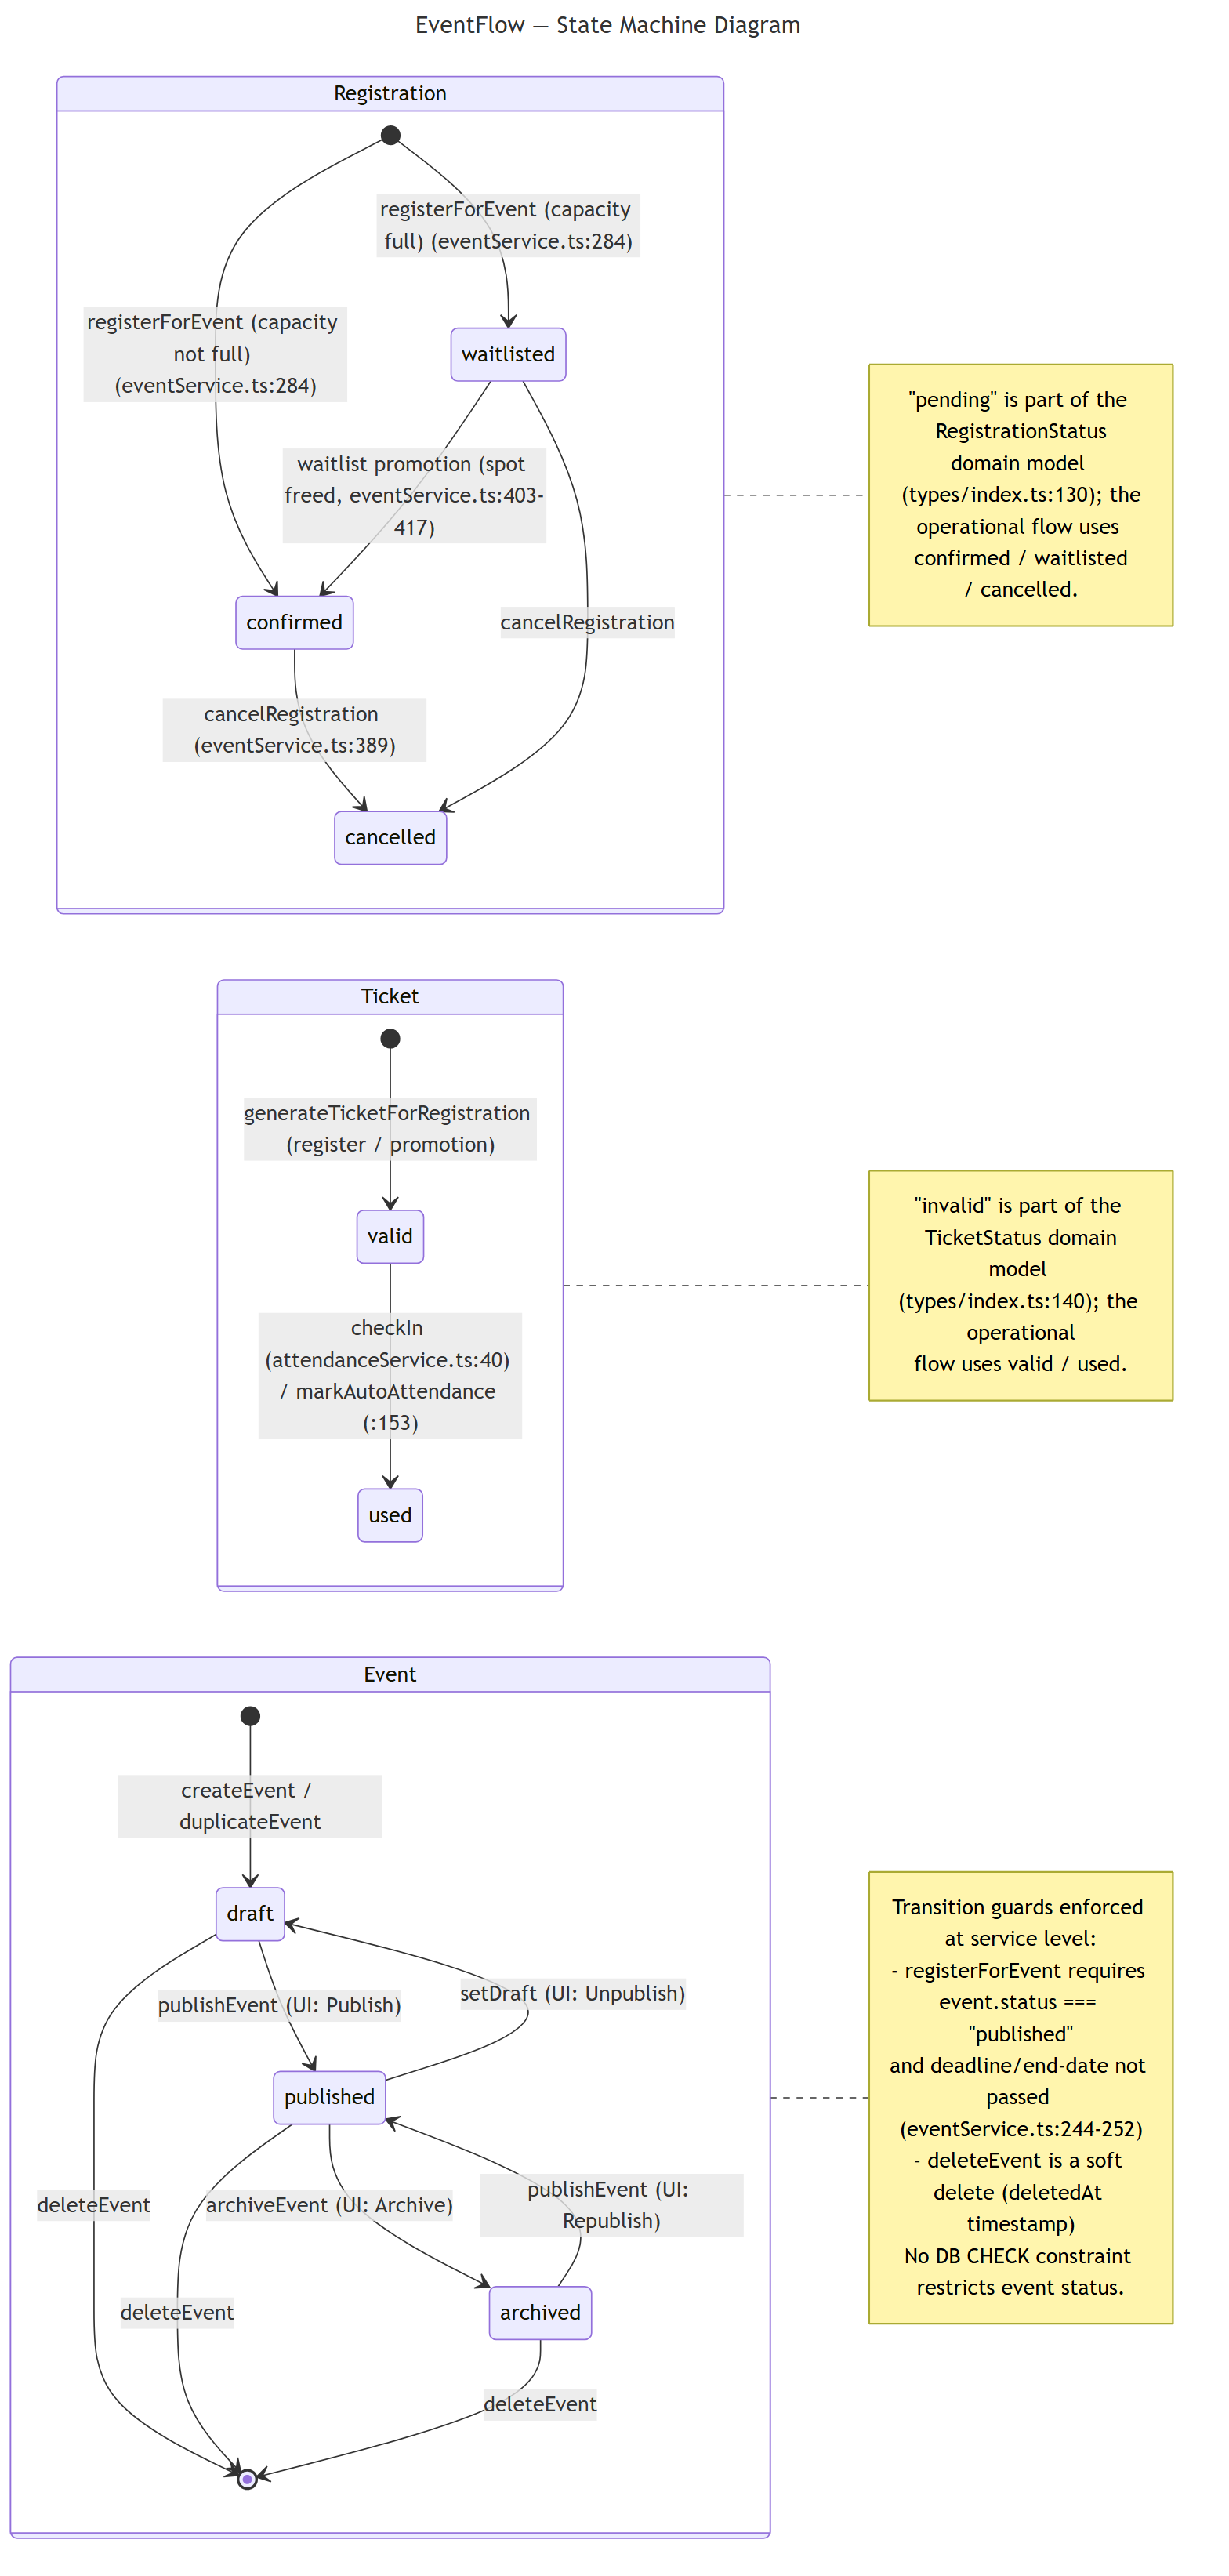 EventFlow — State Machine Diagram
Registration
registerForEvent (capacity
full) (eventService.ts:284)
registerForEvent (capacity
not full)
(eventService.ts:284)
waitlisted
waitlist promotion (spot
freed, eventService.ts:403-
417)
confirmed
cancelRegistration
cancelRegistration
(eventService.ts:389)
cancelled
"pending" is part of the
RegistrationStatus
domain model
(types/index.ts:130); the
operational flow uses
confirmed / waitlisted
/ cancelled.
Ticket
generateTicketForRegistration
(register / promotion)
valid
checkIn
(attendanceService.ts:40)
/ markAutoAttendance
(:153)
used
"invalid" is part of the
TicketStatus domain
model
(types/index.ts:140); the
operational
flow uses valid / used.
Event
createEvent /
duplicateEvent
draft
publishEvent (UI: Publish)
setDraft (UI: Unpublish)
published
deleteEvent
archiveEvent (UI: Archive)
publishEvent (UI:
Republish)
deleteEvent
archived
deleteEvent
Transition guards enforced
at service level:
- registerForEvent requires
event.status ===
"published"
and deadline/end-date not
passed
(eventService.ts:244-252)
- deleteEvent is a soft
delete (deletedAt
timestamp)
No DB CHECK constraint
restricts event status.